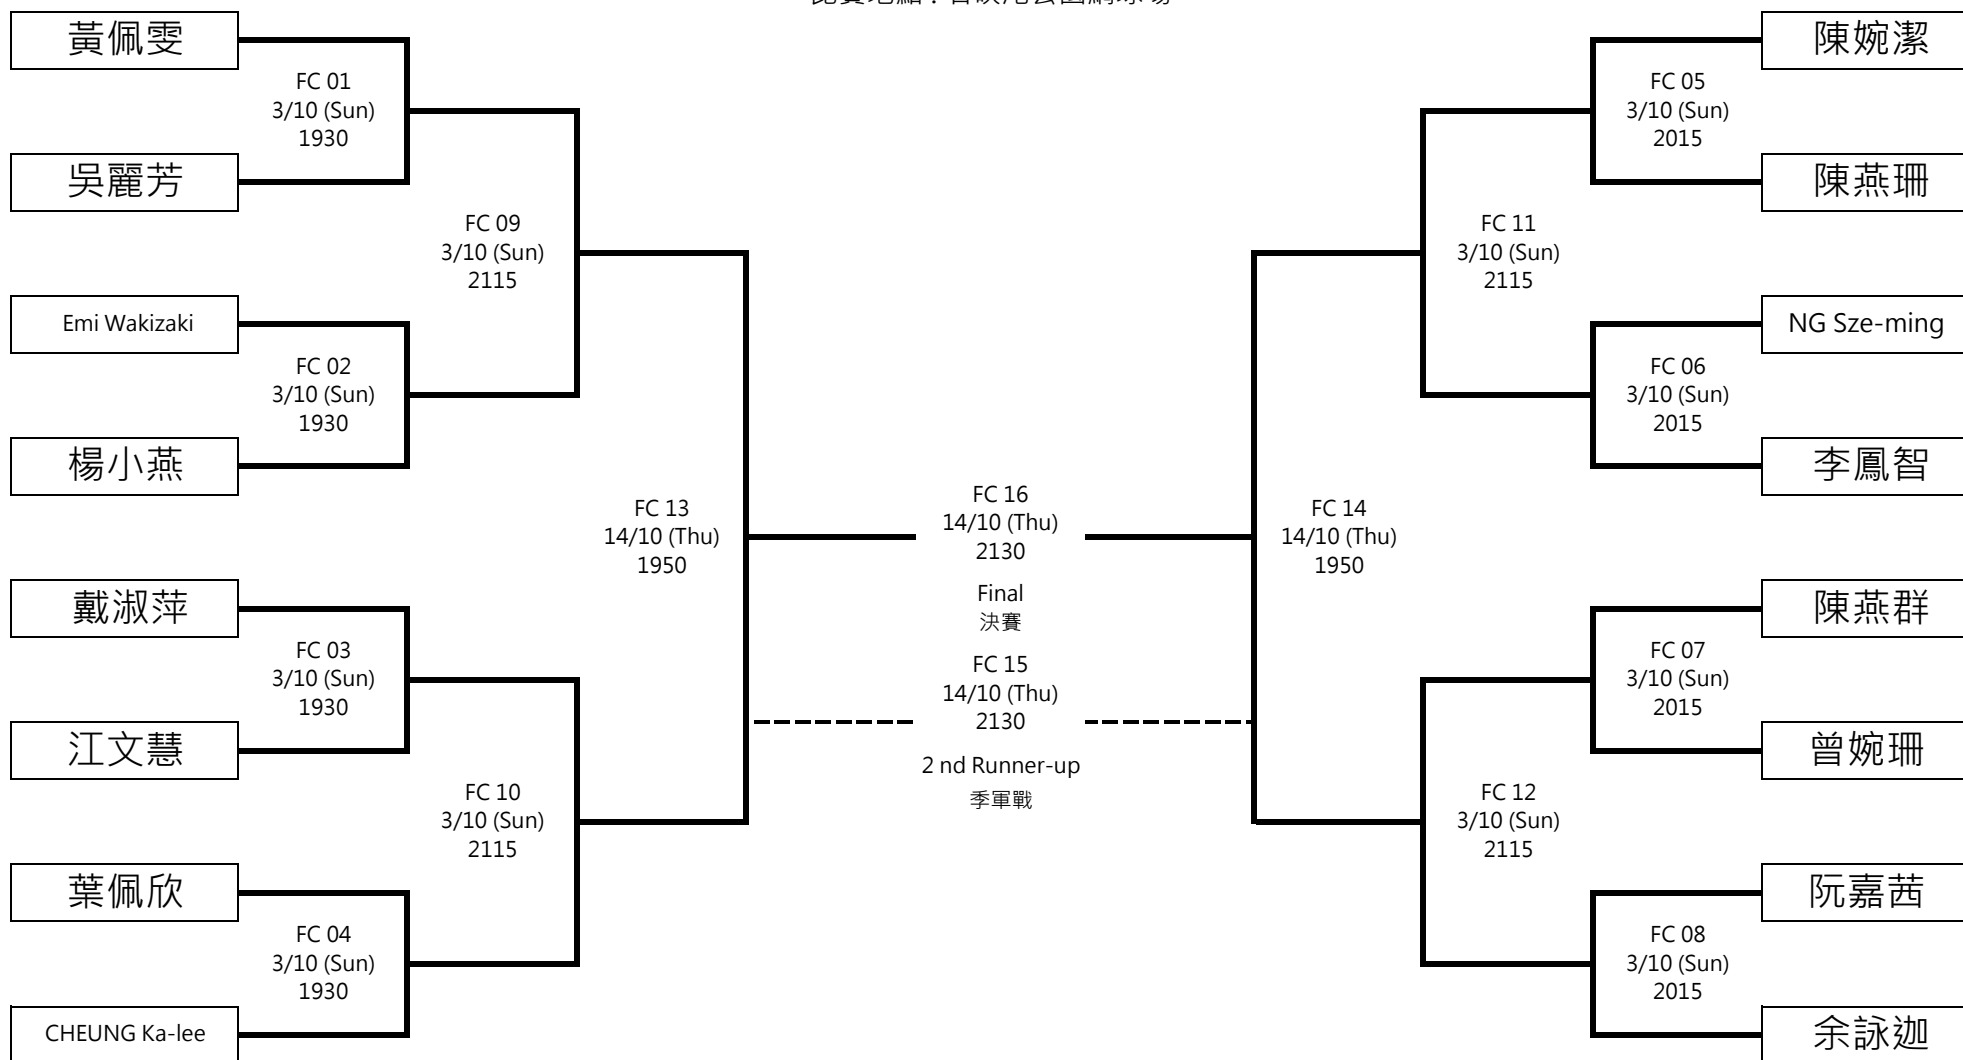 黃佩雯
FC 01
3/10 (Sun)
1930
吳麗芳
FC 09
3/10 (Sun)
2115
Emi Wakizaki
FC 02
3/10 (Sun)
1930
楊小燕
FC 13
14/10 (Thu)
1950
戴淑萍
FC 03
3/10 (Sun)
1930
江文慧
FC 10
3/10 (Sun)
2115
葉佩欣
FC 04
3/10 (Sun)
1930
CHEUNG Ka-lee
FC 16
14/10 (Thu)
2130
Final
決賽
FC 15
14/10 (Thu)
2130
2 nd Runner-up
季軍戰
陳婉潔
FC 05
3/10 (Sun)
2015
陳燕珊
FC 11
3/10 (Sun)
2115
NG Sze-ming
FC 06
3/10 (Sun)
2015
李鳳智
FC 14
14/10 (Thu)
1950
陳燕群
FC 07
3/10 (Sun)
2015
曾婉珊
FC 12
3/10 (Sun)
2115
阮嘉茜
FC 08
3/10 (Sun)
2015
余詠迦